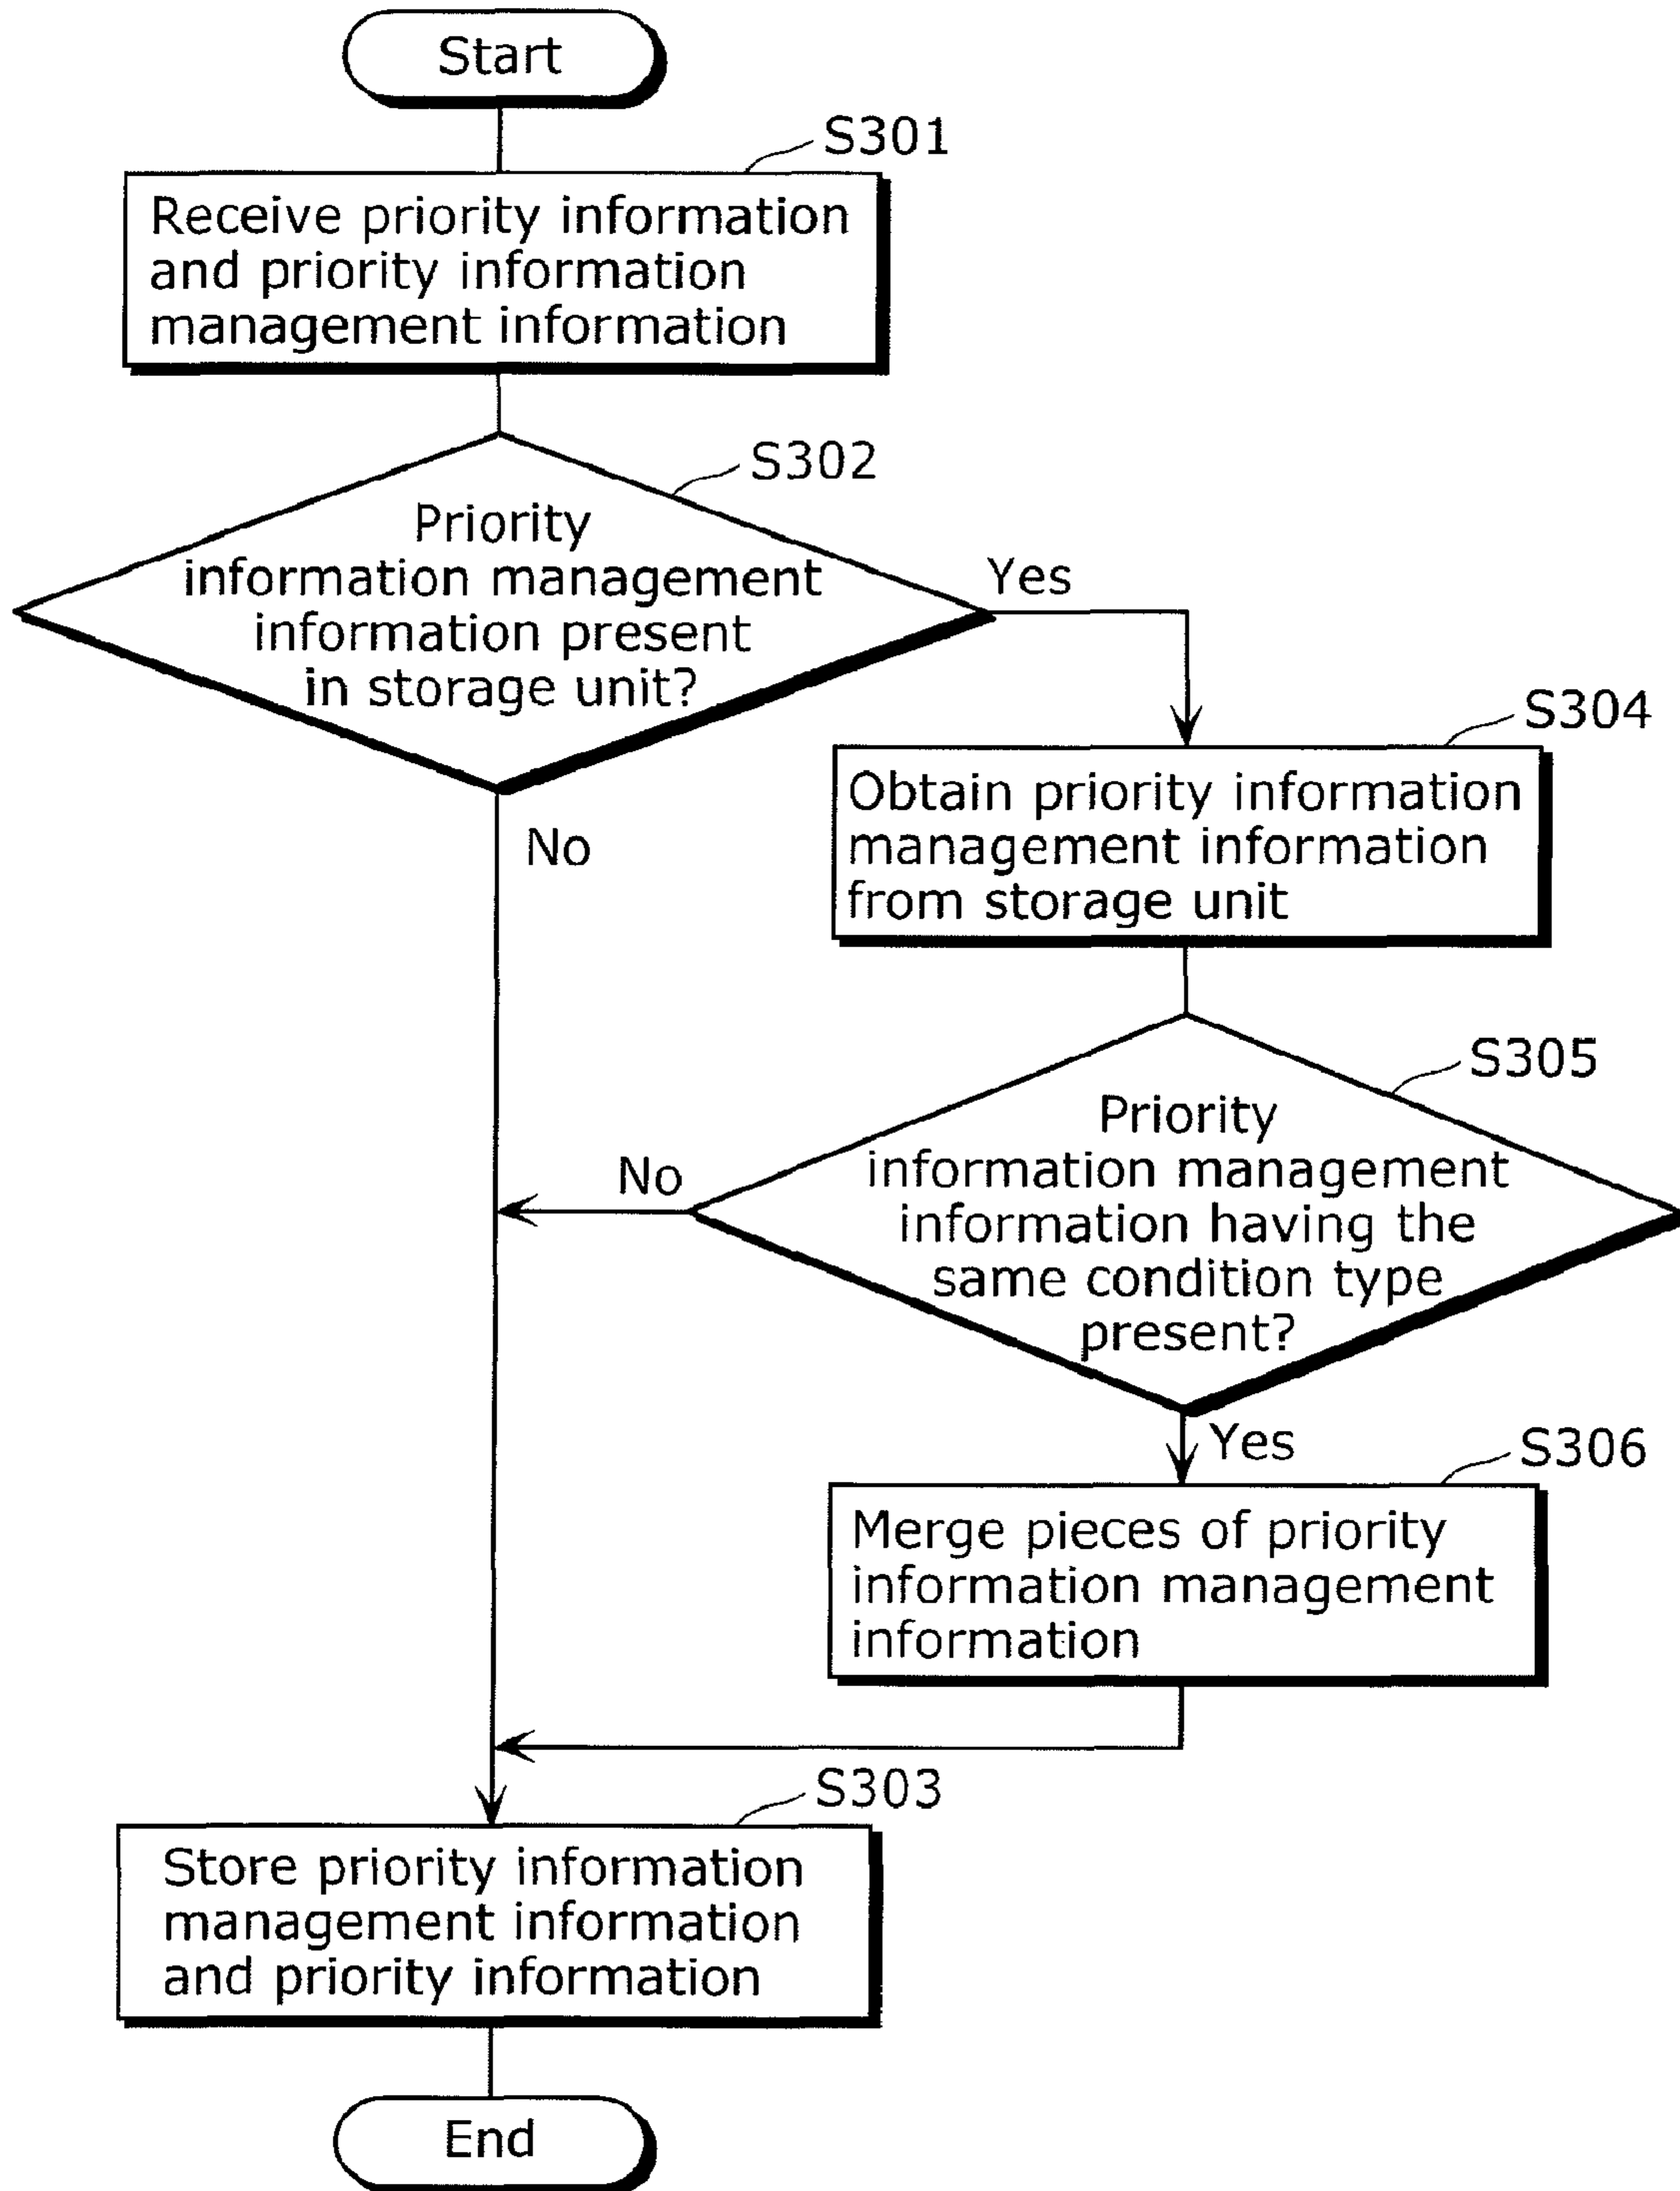 Start
S301
Receive priority information
and priority information
management information
S302
Priority
information management
information present
in storage unit?
Yes
No
S304
Obtain priority information
management information
from storage unit
S305
Priority
information management
information having the
same condition type
present?
No
Yes
S306
Merge pieces of priority
information management
information
S303
Store priority information
management information
and priority information
End